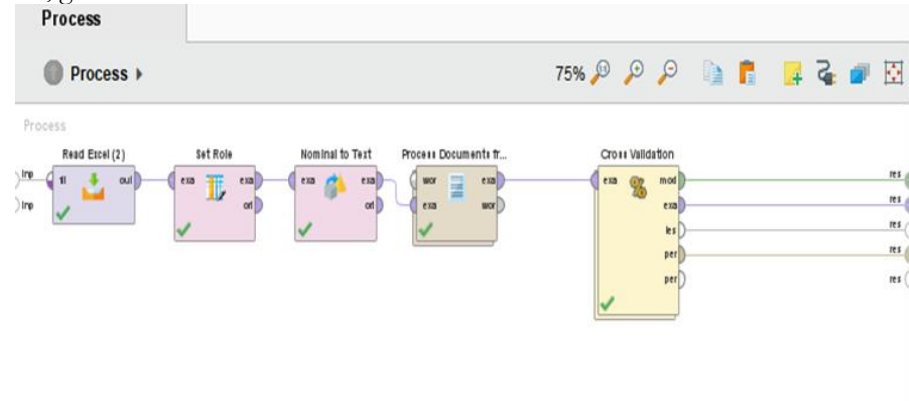 Process
Process
75%
Process
Read Excel (2)
Set Role
Nominal to Text
Process Documents fr...
Cross Validation
inp
fil
out
exa
exa
exa
exa
wor
exa
exa
mod
res
inp
ori
ori
exa
wor
exa
res
tes
res
per
res
per
res